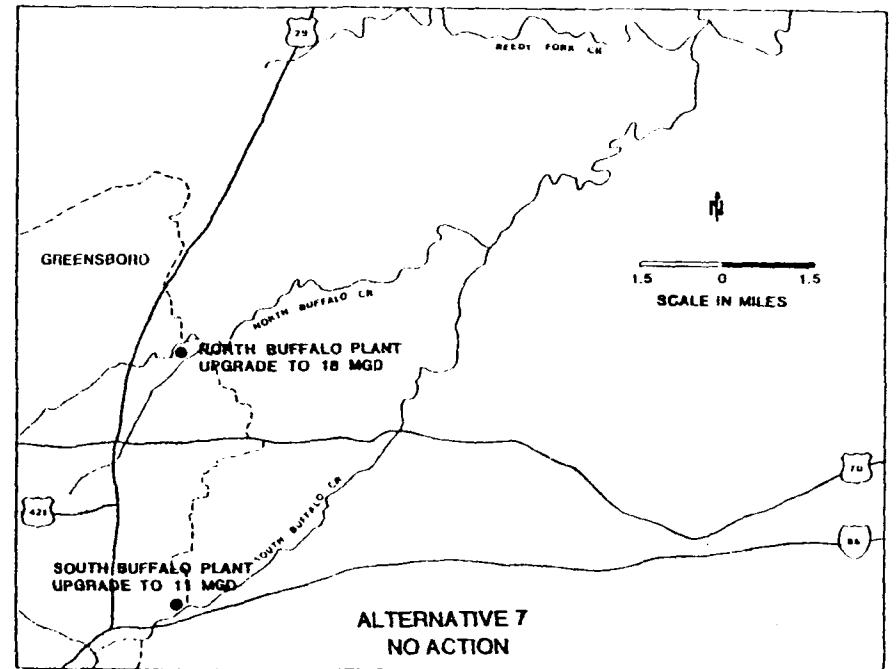 29
REEDY FORK CR
GREENSBORO
1.5 0 1.5
SCALE IN MILES
NORTH BUFFALO CR
NORTH BUFFALO PLANT
UPGRADE TO 18 MGD
70
421
SOUTH BUFFALO CR
SOUTH BUFFALO PLANT
UPGRADE TO 11 MGD
ALTERNATIVE 7
NO ACTION